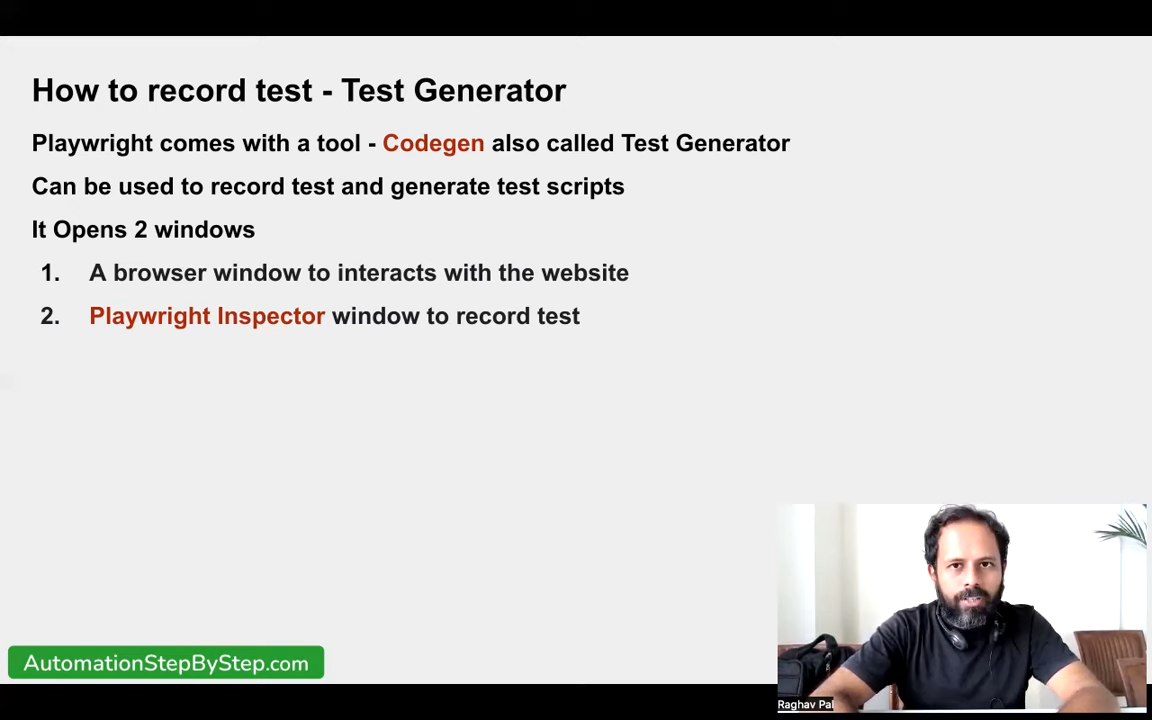 How to record test - Test Generator
Playwright comes with a tool - Codegen also called Test Generator
Can be used to record test and generate test scripts
It Opens 2 windows
1. A browser window to interacts with the website
2. Playwright Inspector window to record test
AutomationStepByStep.com
Raghav Pal